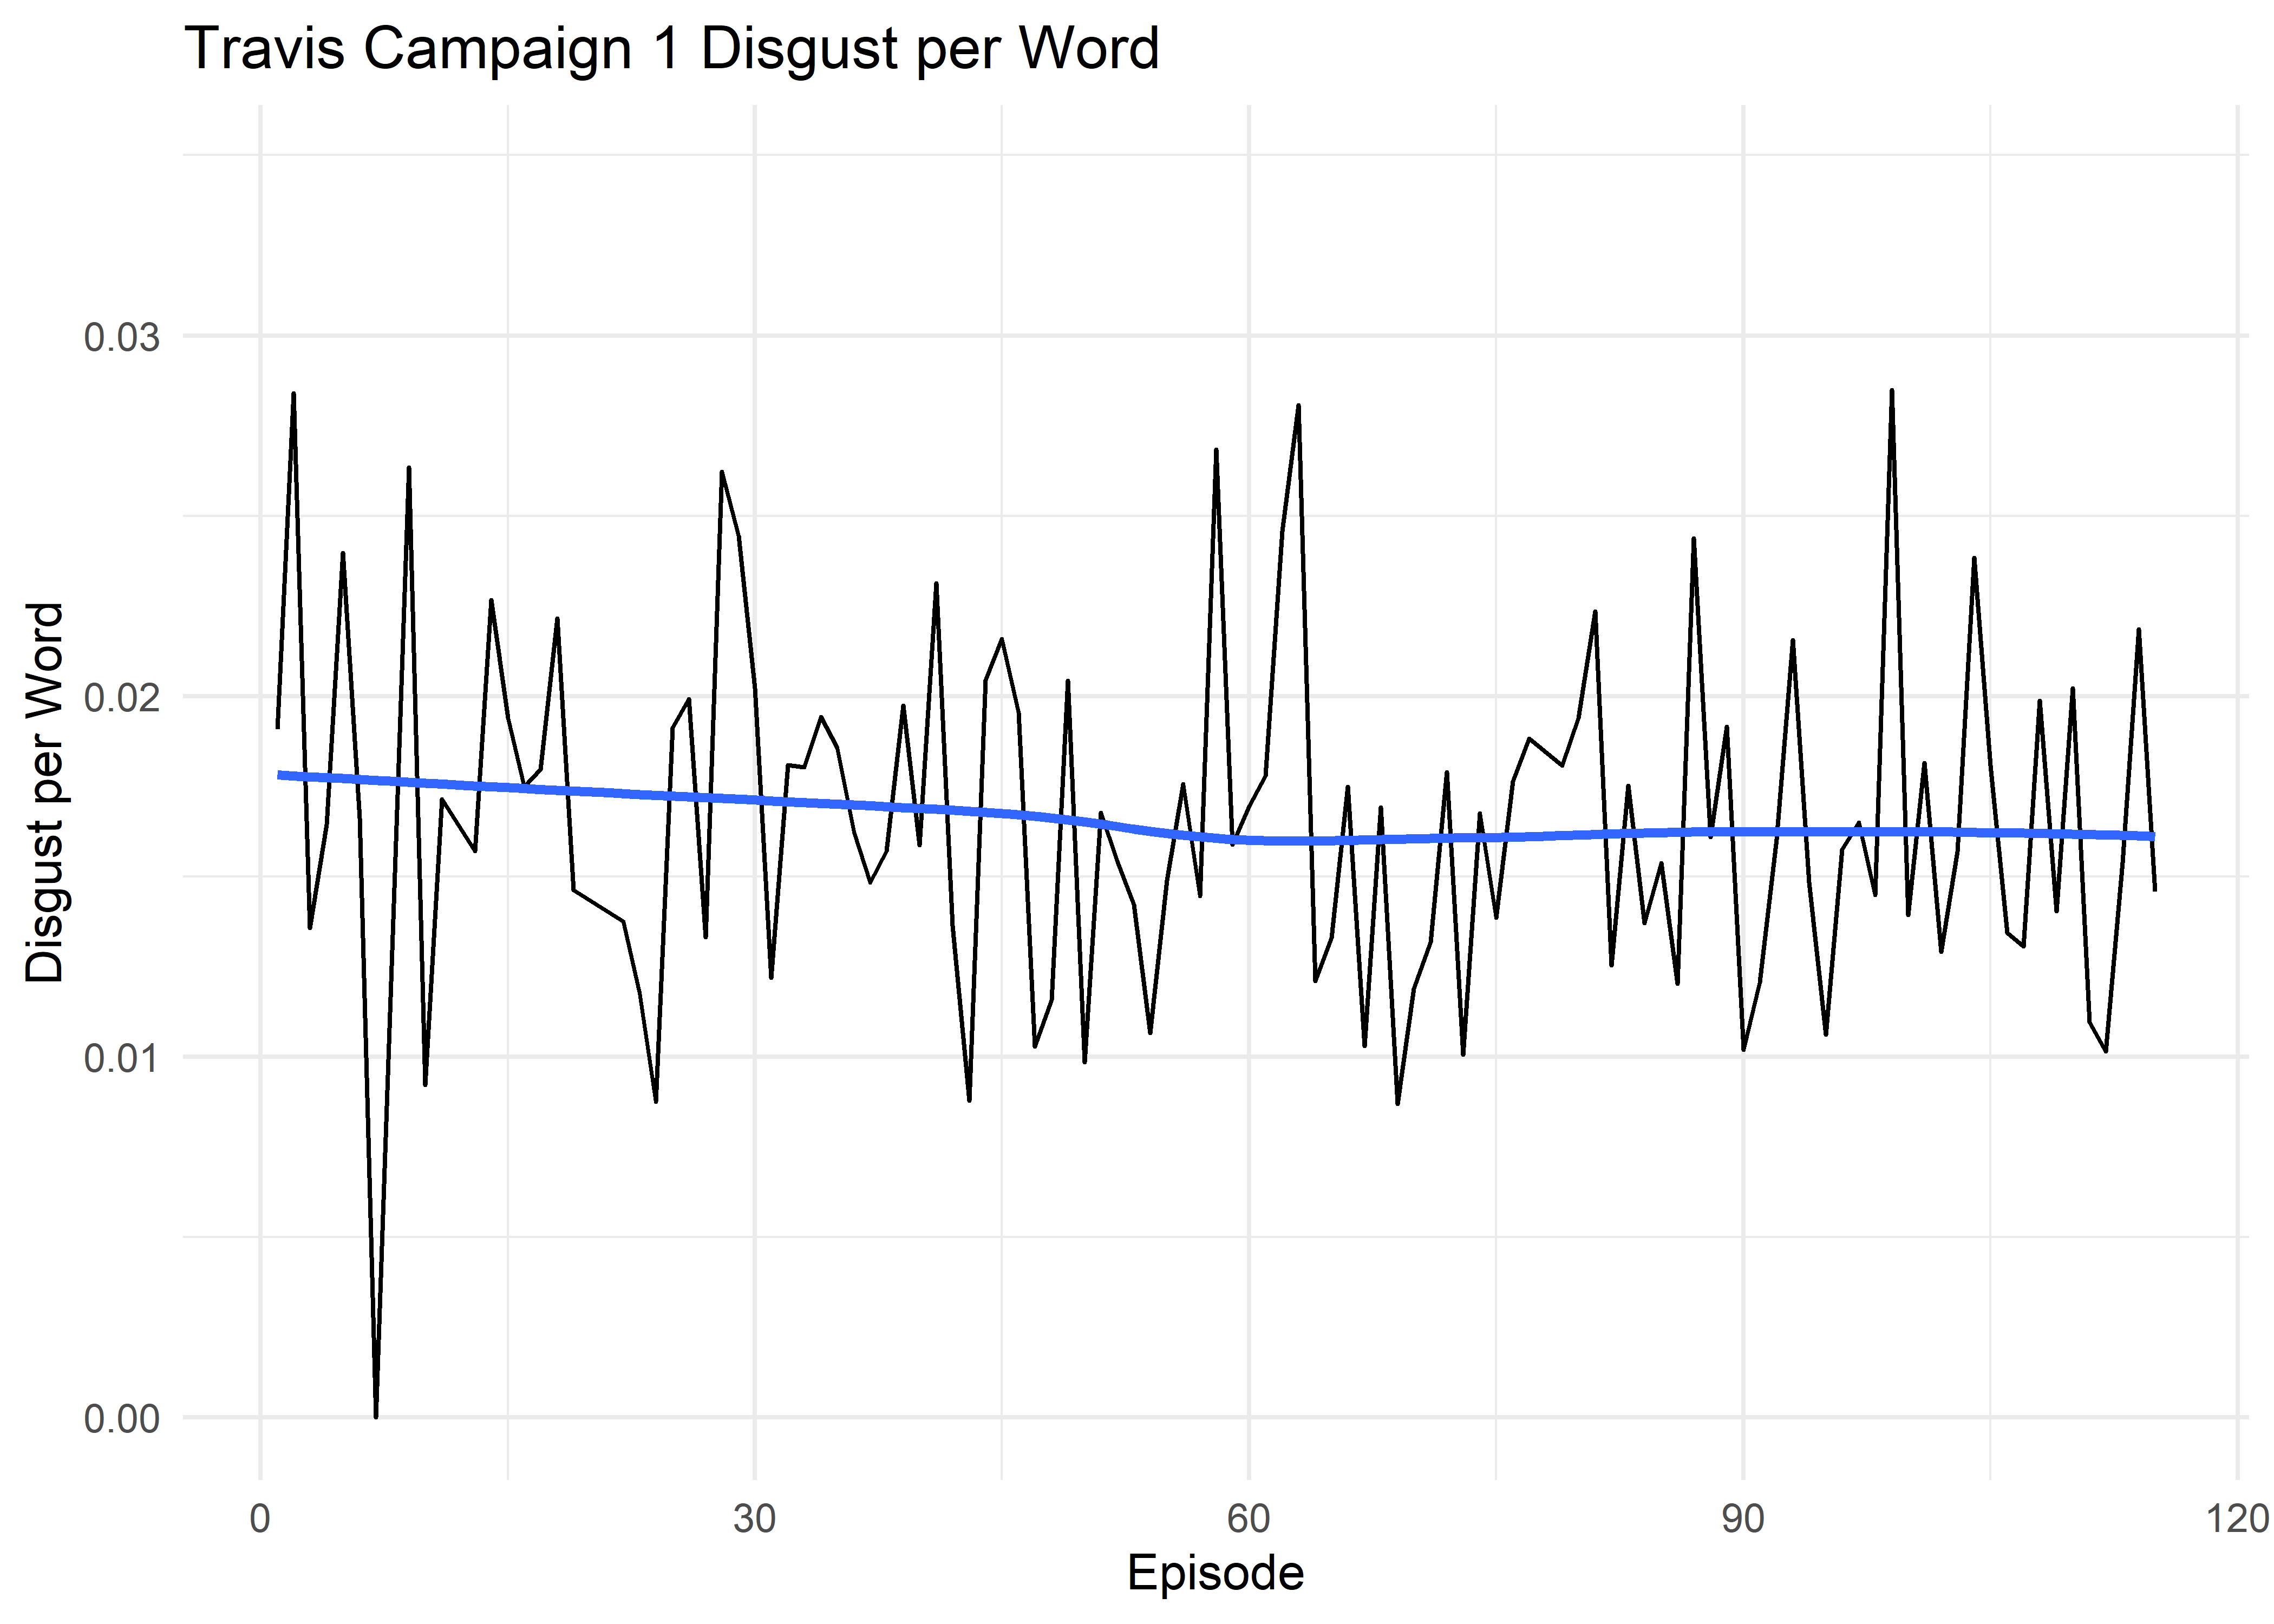 Travis Campaign 1 Disgust per Word
Disgust per Word
0.03
0.02
0.01
0.00
0 30 60 90 120
Episode